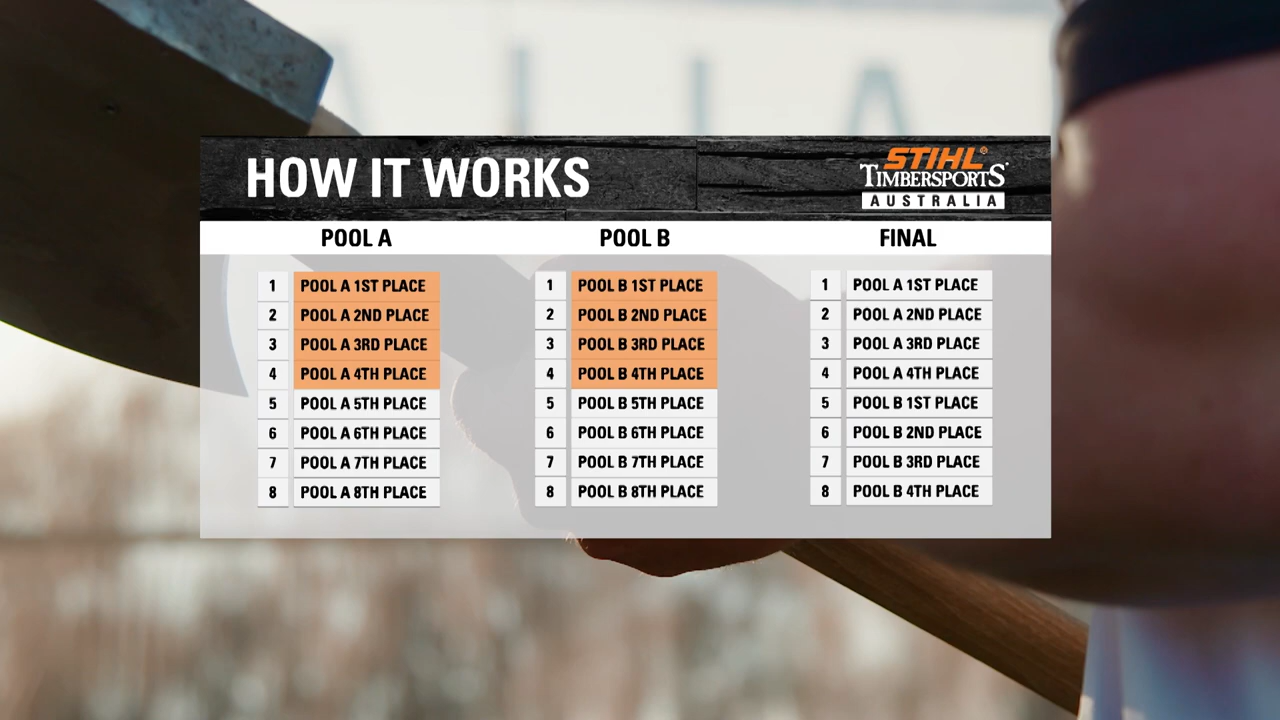 HOW IT WORKS
STIHL®
TIMBERSPORTS®
AUSTRALIA
POOL A
1 POOL A 1ST PLACE
2 POOL A 2ND PLACE
3 POOL A 3RD PLACE
4 POOL A 4TH PLACE
5 POOL A 5TH PLACE
6 POOL A 6TH PLACE
7 POOL A 7TH PLACE
8 POOL A 8TH PLACE
POOL B
1 POOL B 1ST PLACE
2 POOL B 2ND PLACE
3 POOL B 3RD PLACE
4 POOL B 4TH PLACE
5 POOL B 5TH PLACE
6 POOL B 6TH PLACE
7 POOL B 7TH PLACE
8 POOL B 8TH PLACE
FINAL
1 POOL A 1ST PLACE
2 POOL A 2ND PLACE
3 POOL A 3RD PLACE
4 POOL A 4TH PLACE
5 POOL B 1ST PLACE
6 POOL B 2ND PLACE
7 POOL B 3RD PLACE
8 POOL B 4TH PLACE